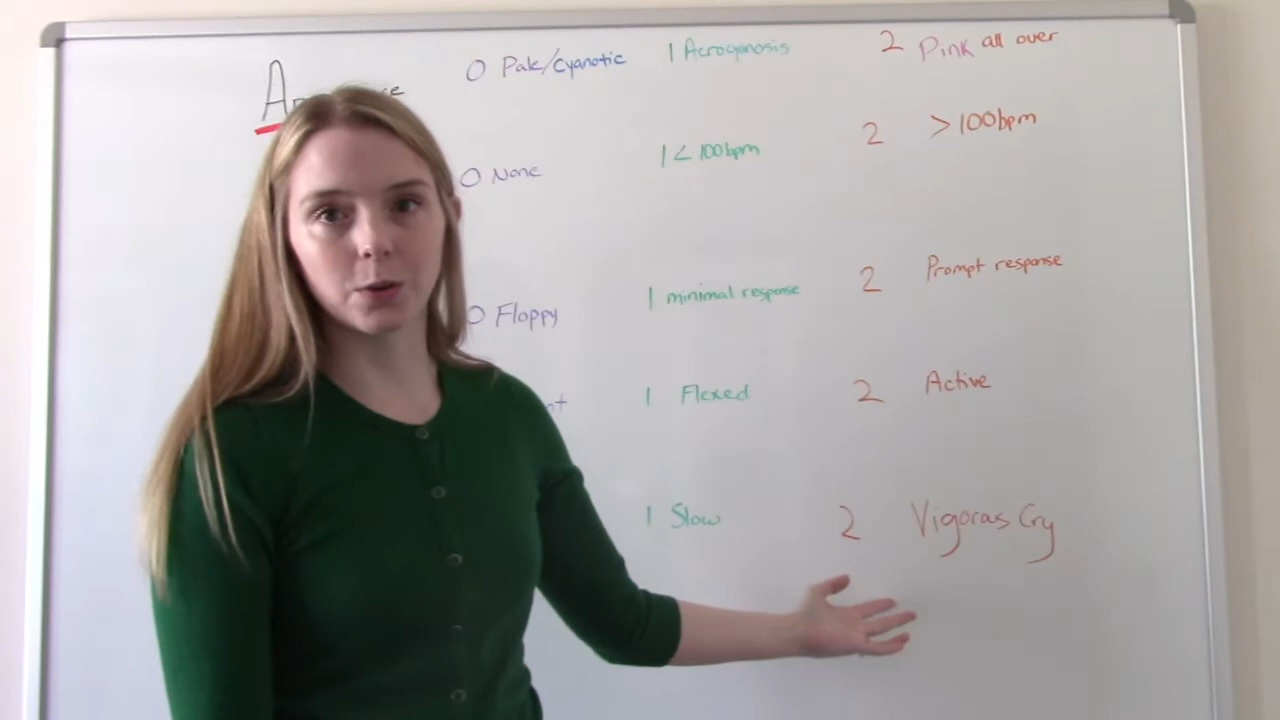 0 Pale/Cyanotic 1 Acrocyanosis 2 Pink all over
0 None 1 < 100bpm 2 > 100bpm
0 Floppy 1 minimal response 2 Prompt response
1 Flexed 2 Active
1 Slow 2 Vigorous Cry